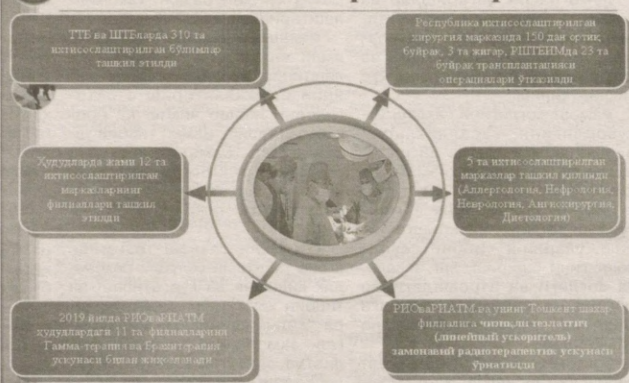 ТТБ ва ШТБларда 310 та
ихтисослаштирилган бўлимлар
ташкил этилди
Республика ихтисослаштирилган
хирургия марказида 150 дан ортиқ
буйрак, 3 та жигар, РШТЁИМда 23 та
буйрак трансплантацияси
операциялари ўтказилди
Ҳудудларда жами 12 та
ихтисослаштирилган
марказларнинг
филиаллари ташкил
этилди
5 та ихтисослаштирилган
марказлар ташкил қилинди
(Аллергология, Нефрология,
Неврология, Ангиохирургия,
Диетология)
2019 йилда РИОваРИАТМ
ҳудудлардаги 11 та филиалларини
Гамма-терапия ва Брахитерапия
ускунаси билан жиҳозланади
РИОваРИАТМ ва унинг Тошкент шаҳар
филиалига чизиқли тезлатгич
(линейный ускоритель)
замонавий радиотерапевтик ускунаси
ўрнатилди